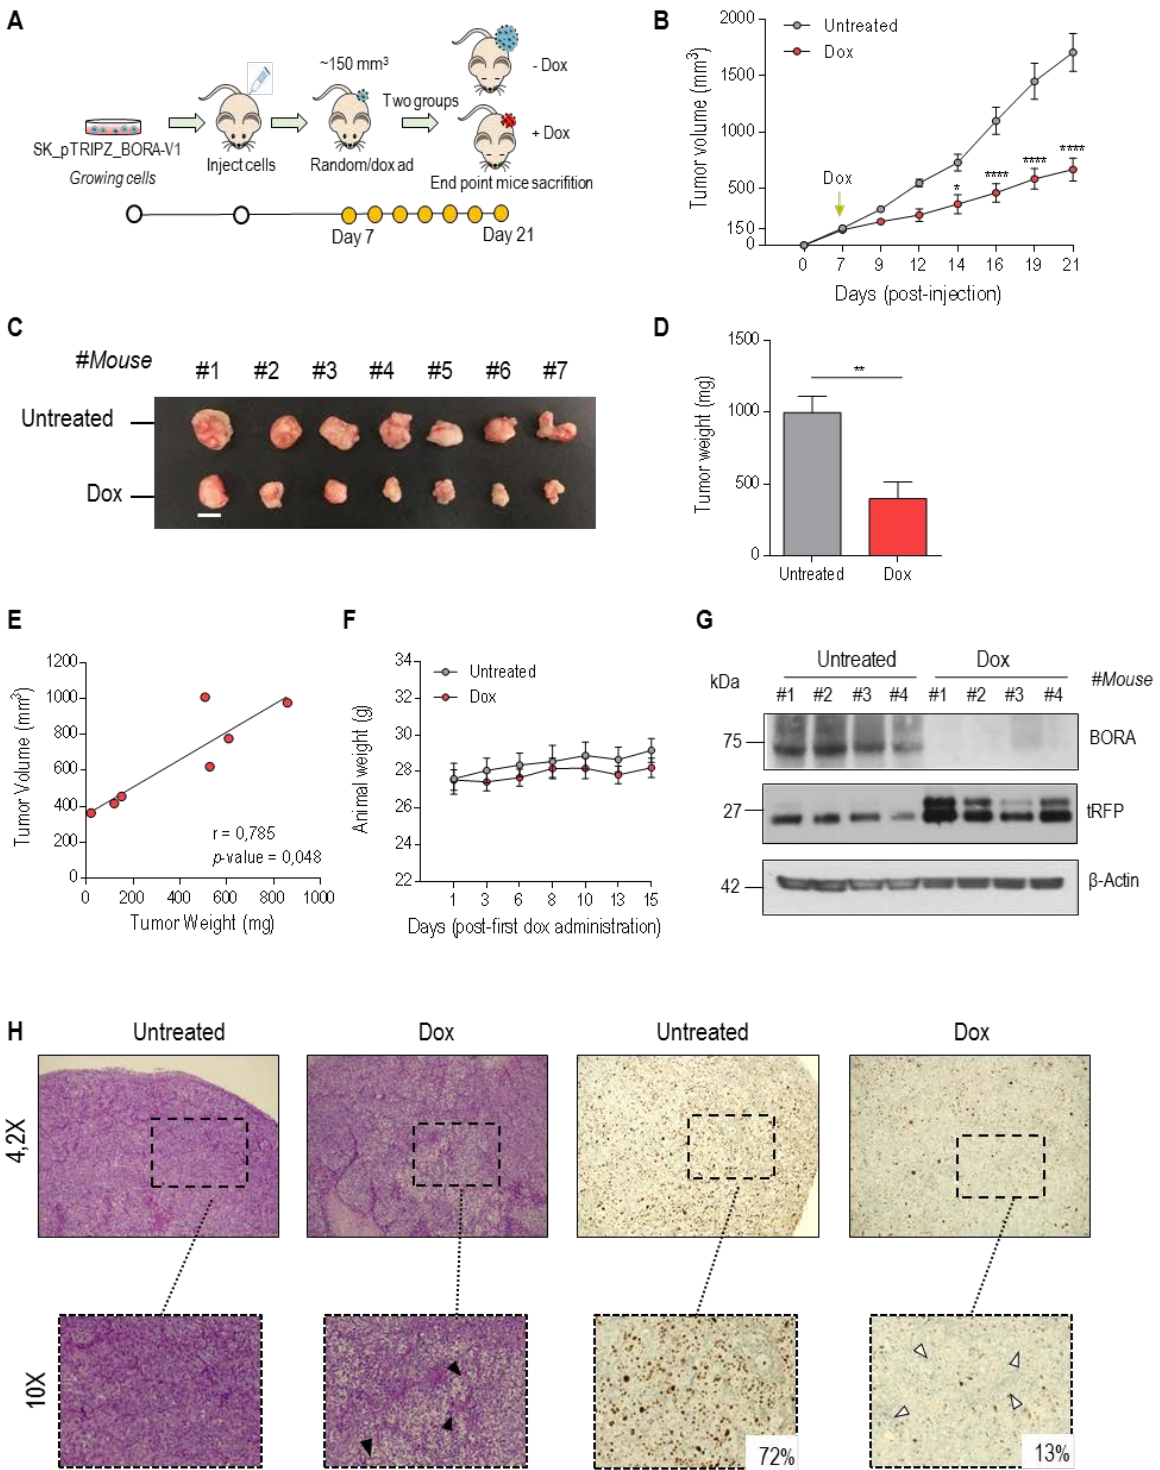 A
~150 mm³
Two groups
- Dox
+ Dox
SK_pTRIPZ_BORA-V1
Growing cells
Inject cells
Random/dox ad
End point mice sacrifition
Day 7
Day 21
B
Tumor volume (mm³)
2000
1500
1000
500
150
0
Untreated
Dox
Dox
*
****
****
****
0 7 9 12 14 16 19 21
Days (post-injection)
C
#Mouse
#1 #2 #3 #4 #5 #6 #7
Untreated
Dox
D
Tumor weight (mg)
1500
1000
500
0
**
Untreated Dox
E
Tumor Volume (mm³)
1200
1000
800
600
400
200
0
r = 0,785
p-value = 0,048
0 200 400 600 800 1000
Tumor Weight (mg)
F
Animal weight (g)
34
32
30
28
26
24
22
Untreated
Dox
1 3 6 8 10 13 15
Days (post-first dox administration)
G
Untreated Dox
kDa
#1 #2 #3 #4 #1 #2 #3 #4
#Mouse
75 BORA
27 tRFP
42 β-Actin
H
Untreated Dox Untreated Dox
4,2X
10X
72%
13%